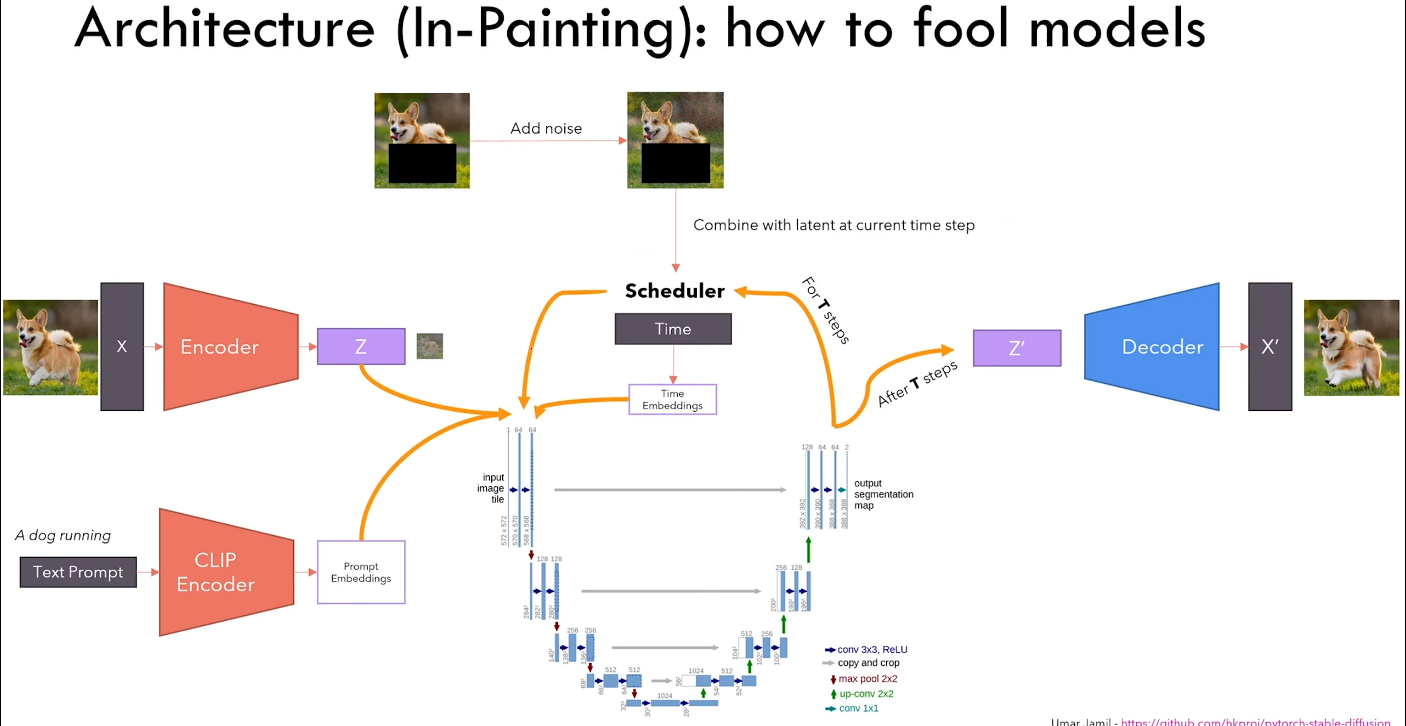 Architecture (In-Painting): how to fool models
Add noise
Combine with latent at current time step
Scheduler
For T steps
Time
X
Encoder
Z
Z'
Decoder
X'
After T steps
Time
Embeddings
1 64 64
128 64 64 2
input
image
tile
output
segmentation
map
572 x 572
570 x 570
568 x 568
392 x 392
390 x 390
388 x 388
388 x 388
A dog running
Text Prompt
CLIP
Encoder
Prompt
Embeddings
128 128
256 128
284²
282²
280²
200²
198²
196²
256 256
512 256
140²
138²
136²
104²
102²
100²
512 512
1024 512
68²
66²
64²
56²
54²
52²
1024
32²
30²
28²
conv 3x3, ReLU
copy and crop
max pool 2x2
up-conv 2x2
conv 1x1
Umar Jamil - https://github.com/hkproj/pytorch-stable-diffusion